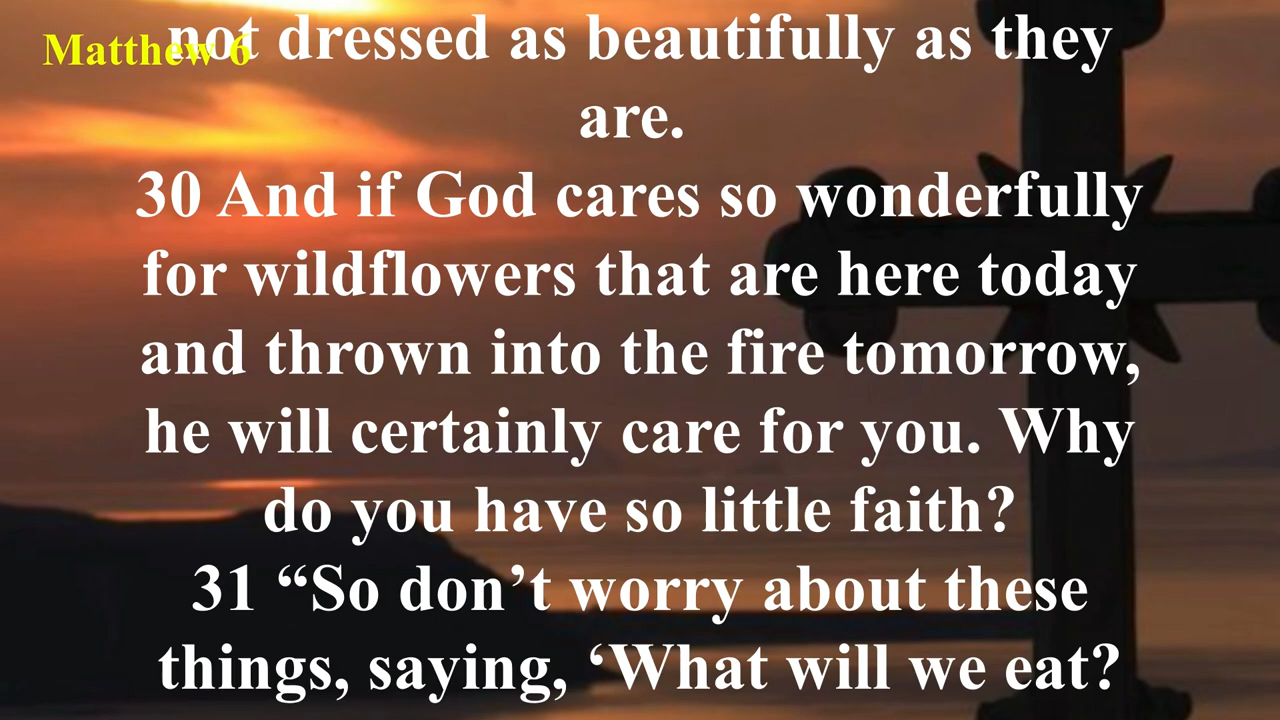 Matthew 6
not dressed as beautifully as they
are.
30 And if God cares so wonderfully
for wildflowers that are here today
and thrown into the fire tomorrow,
he will certainly care for you. Why
do you have so little faith?
31 “So don’t worry about these
things, saying, ‘What will we eat?